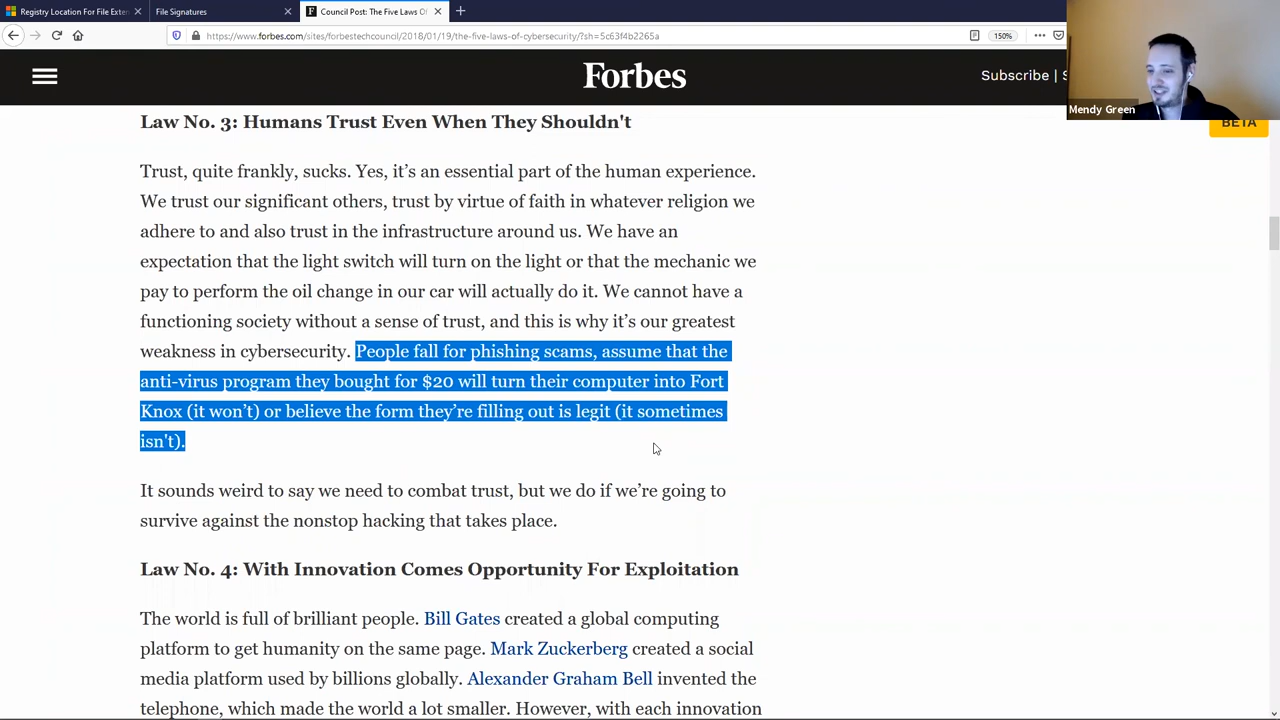 Registry Location For File Exten
File Signatures
Council Post: The Five Laws Of
https://www.forbes.com/sites/forbestechcouncil/2018/01/19/the-five-laws-of-cybersecurity/?sh=5c63f4b2265a
150%
Forbes
Subscribe | S
Mendy Green
BETA
Law No. 3: Humans Trust Even When They Shouldn't
Trust, quite frankly, sucks. Yes, it’s an essential part of the human experience.
We trust our significant others, trust by virtue of faith in whatever religion we
adhere to and also trust in the infrastructure around us. We have an
expectation that the light switch will turn on the light or that the mechanic we
pay to perform the oil change in our car will actually do it. We cannot have a
functioning society without a sense of trust, and this is why it’s our greatest
weakness in cybersecurity. People fall for phishing scams, assume that the
anti-virus program they bought for $20 will turn their computer into Fort
Knox (it won’t) or believe the form they’re filling out is legit (it sometimes
isn't).
It sounds weird to say we need to combat trust, but we do if we’re going to
survive against the nonstop hacking that takes place.
Law No. 4: With Innovation Comes Opportunity For Exploitation
The world is full of brilliant people. Bill Gates created a global computing
platform to get humanity on the same page. Mark Zuckerberg created a social
media platform used by billions globally. Alexander Graham Bell invented the
telephone, which made the world a lot smaller. However, with each innovation